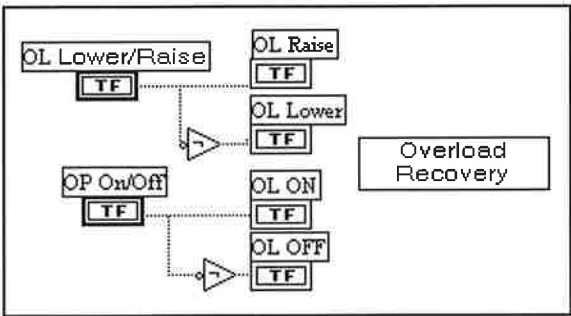 OL Lower/Raise
TF
OL Raise
TF
OL Lower
TF
Overload
Recovery
OP On/Off
TF
OL ON
TF
OL OFF
TF